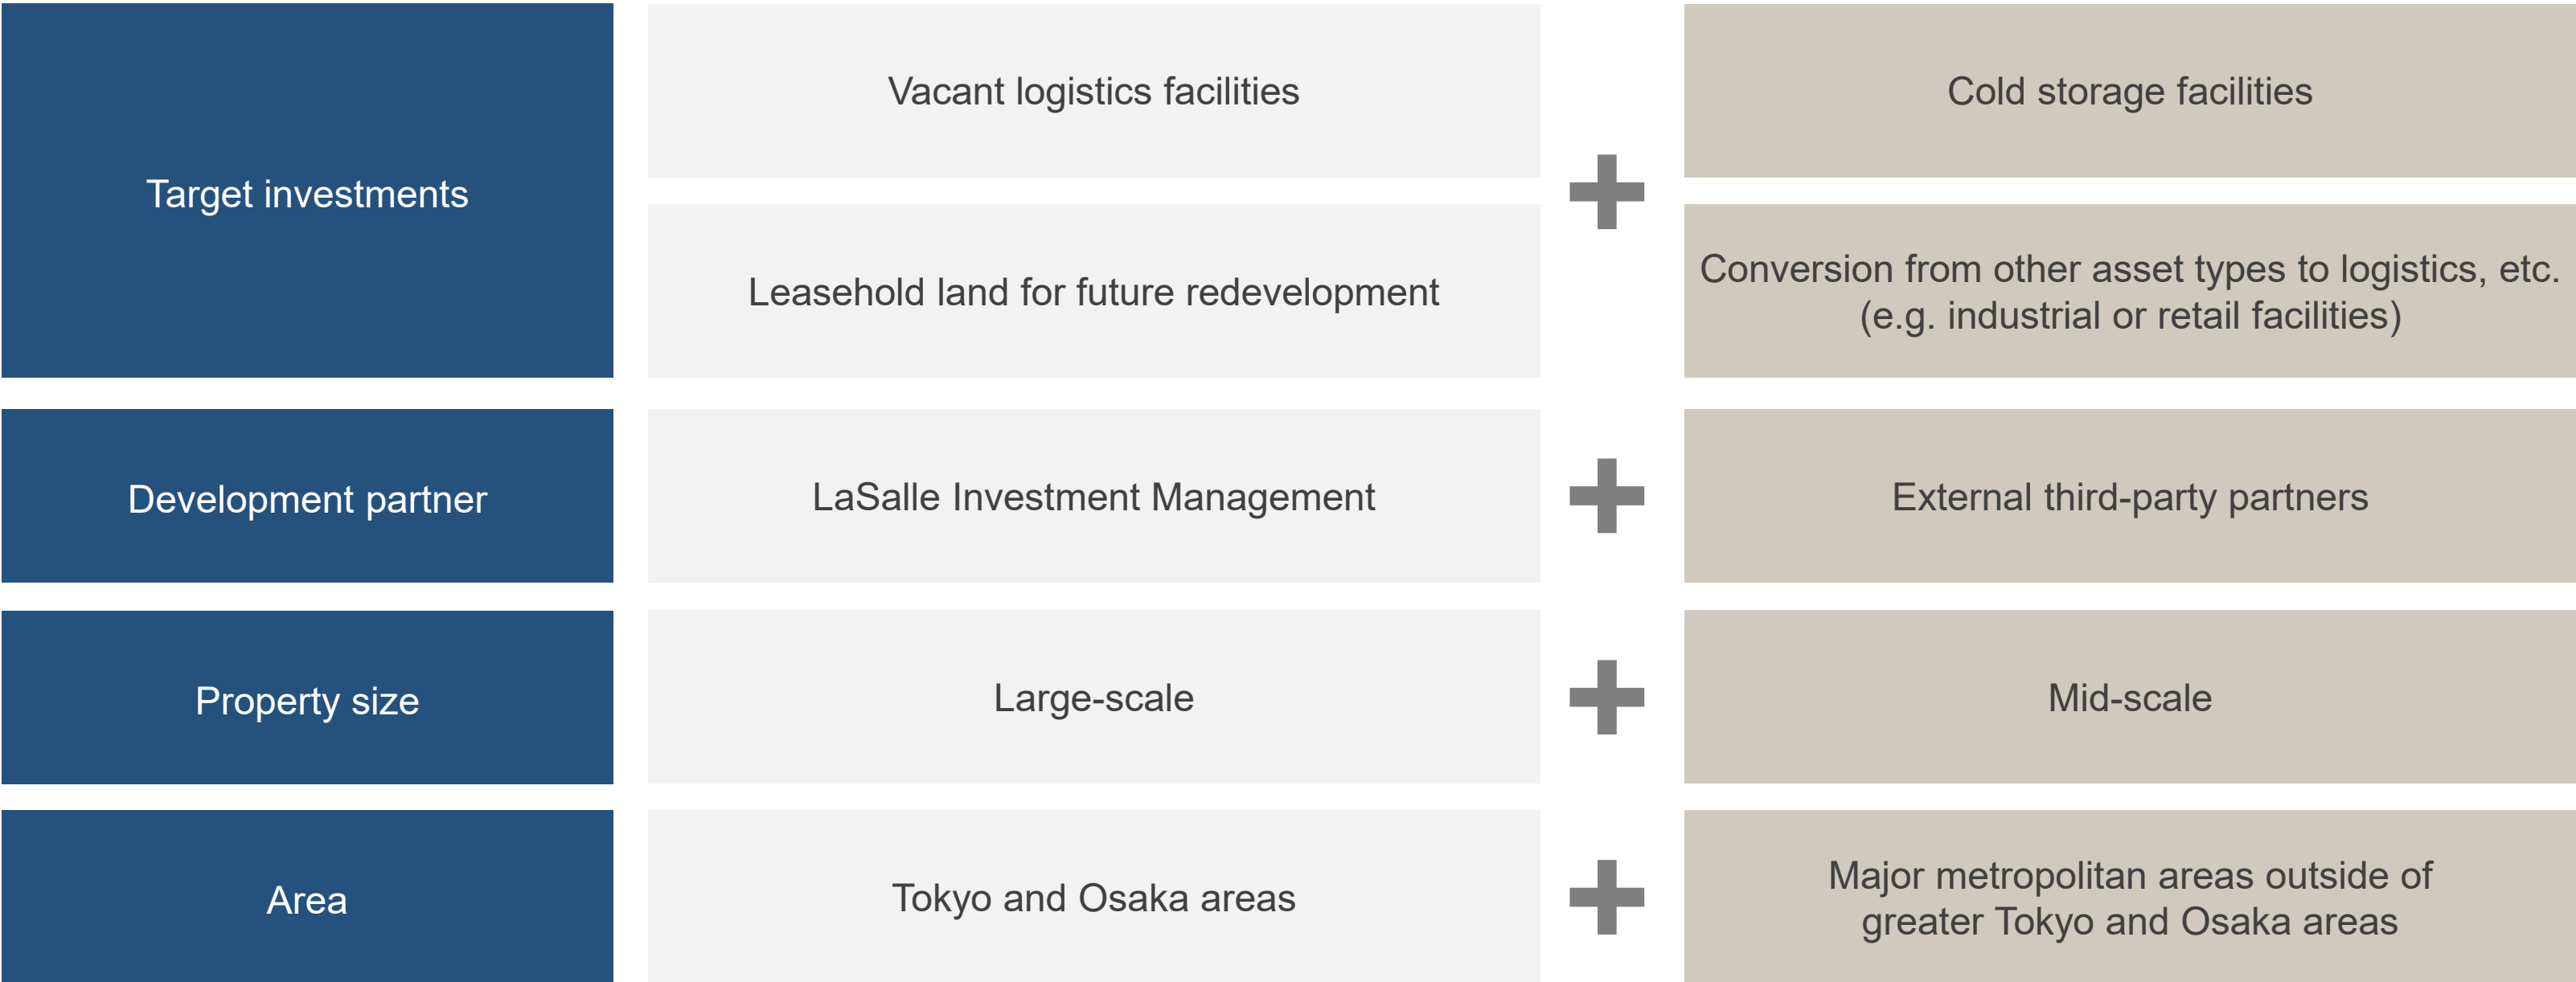 Target investments
Vacant logistics facilities
Cold storage facilities
Leasehold land for future redevelopment
Conversion from other asset types to logistics, etc.
(e.g. industrial or retail facilities)
Development partner
LaSalle Investment Management
External third-party partners
Property size
Large-scale
Mid-scale
Area
Tokyo and Osaka areas
Major metropolitan areas outside of
greater Tokyo and Osaka areas